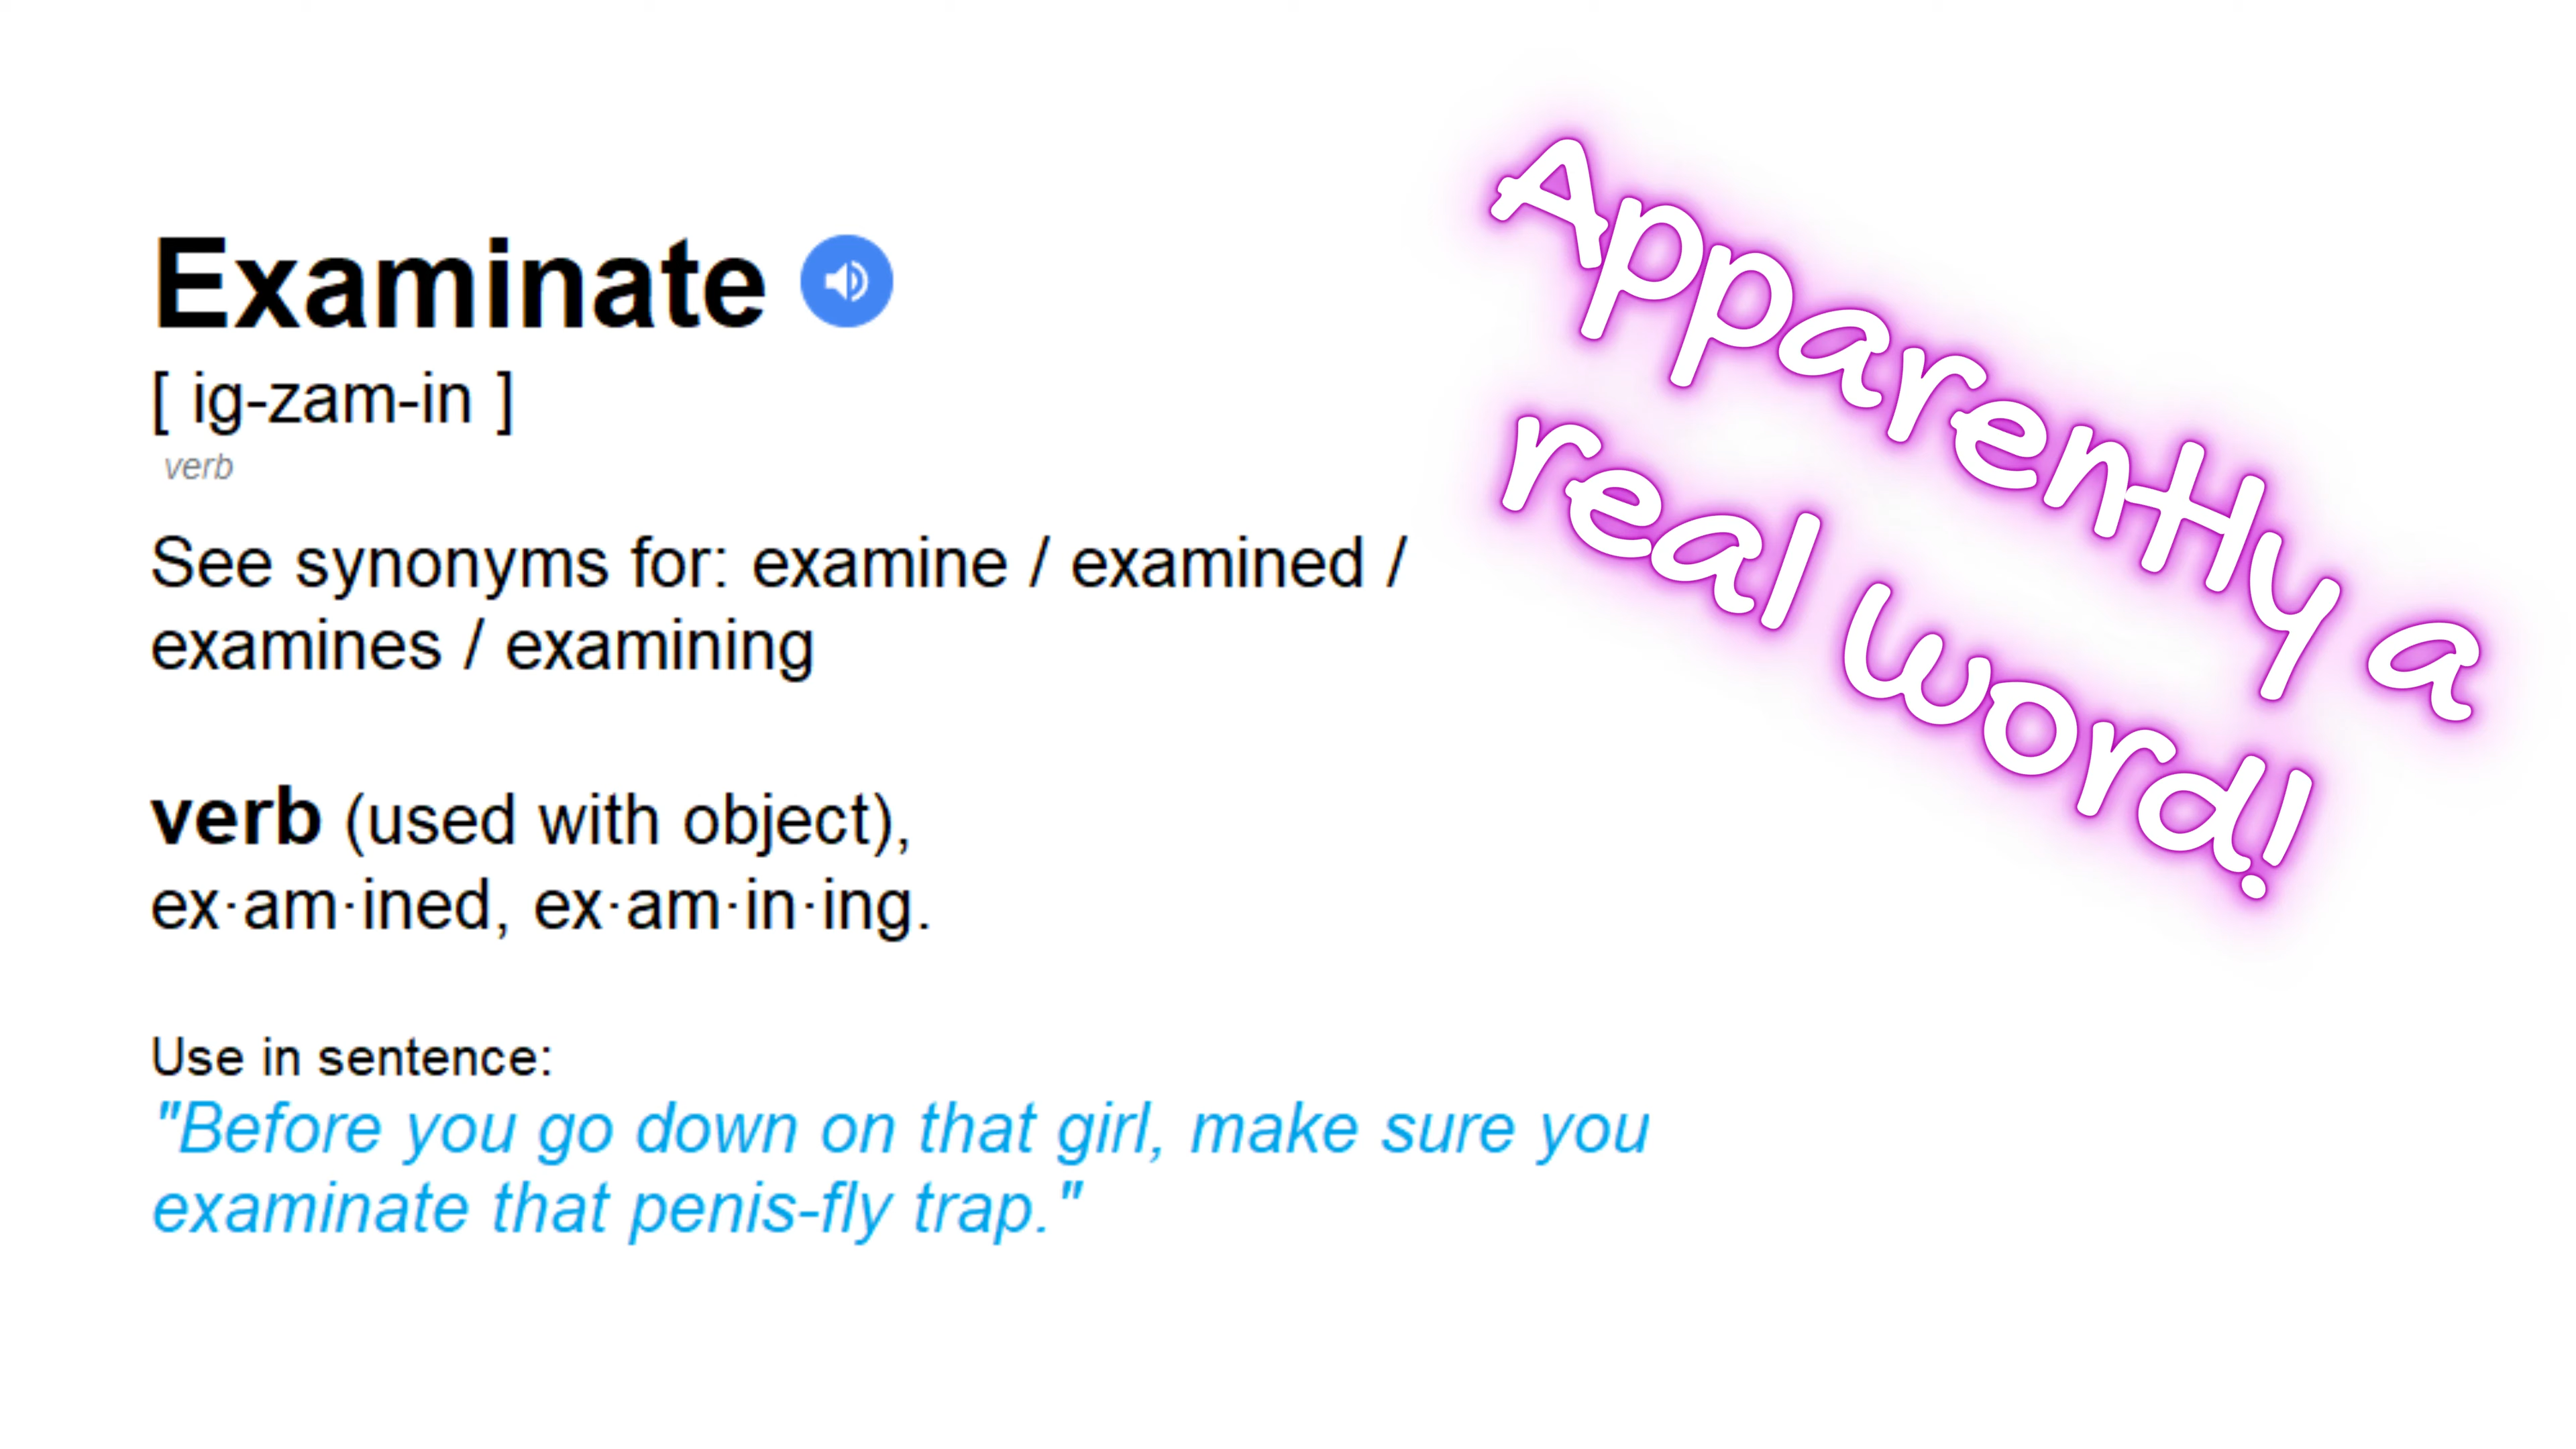 Examinate
[ ig-zam-in ]
verb
See synonyms for: examine / examined /
examines / examining
verb (used with object),
ex·am·ined, ex·am·in·ing.
Use in sentence:
"Before you go down on that girl, make sure you
examinate that penis-fly trap."
Apparently a
real word!